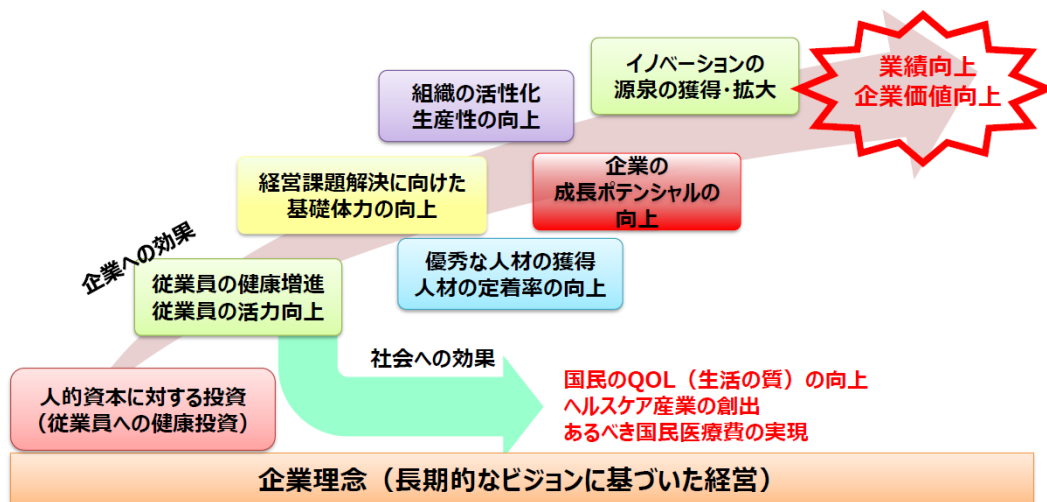 イノベーションの
源泉の獲得・拡大
業績向上
企業価値向上
組織の活性化
生産性の向上
経営課題解決に向けた
基礎体力の向上
企業の
成長ポテンシャルの
向上
企業への効果
従業員の健康増進
従業員の活力向上
優秀な人材の獲得
人材の定着率の向上
社会への効果
人的資本に対する投資
（従業員への健康投資）
国民のQOL（生活の質）の向上
ヘルスケア産業の創出
あるべき国民医療費の実現
企業理念（長期的なビジョンに基づいた経営）